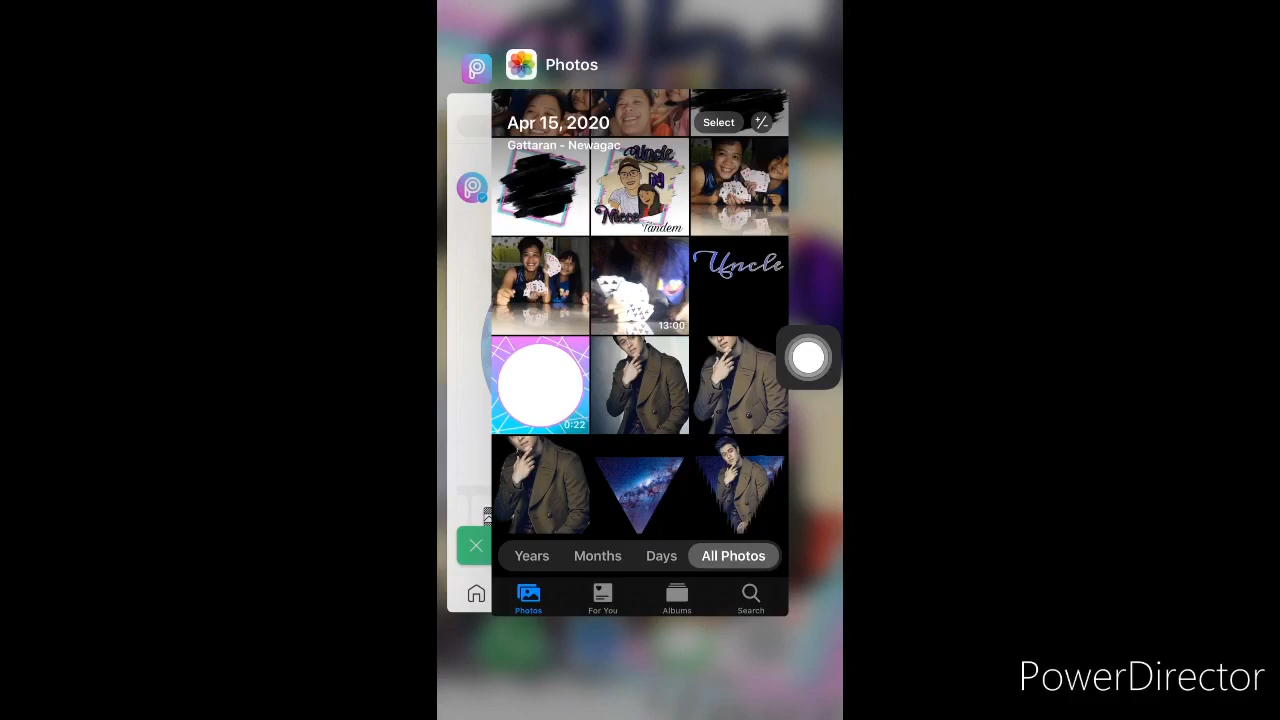 Photos
Apr 15, 2020
Select
Gattaran - Newagac
Uncle
Niece
Tandem
13:00
Uncle
0:22
Years Months Days All Photos
Photos For You Albums Search
PowerDirector